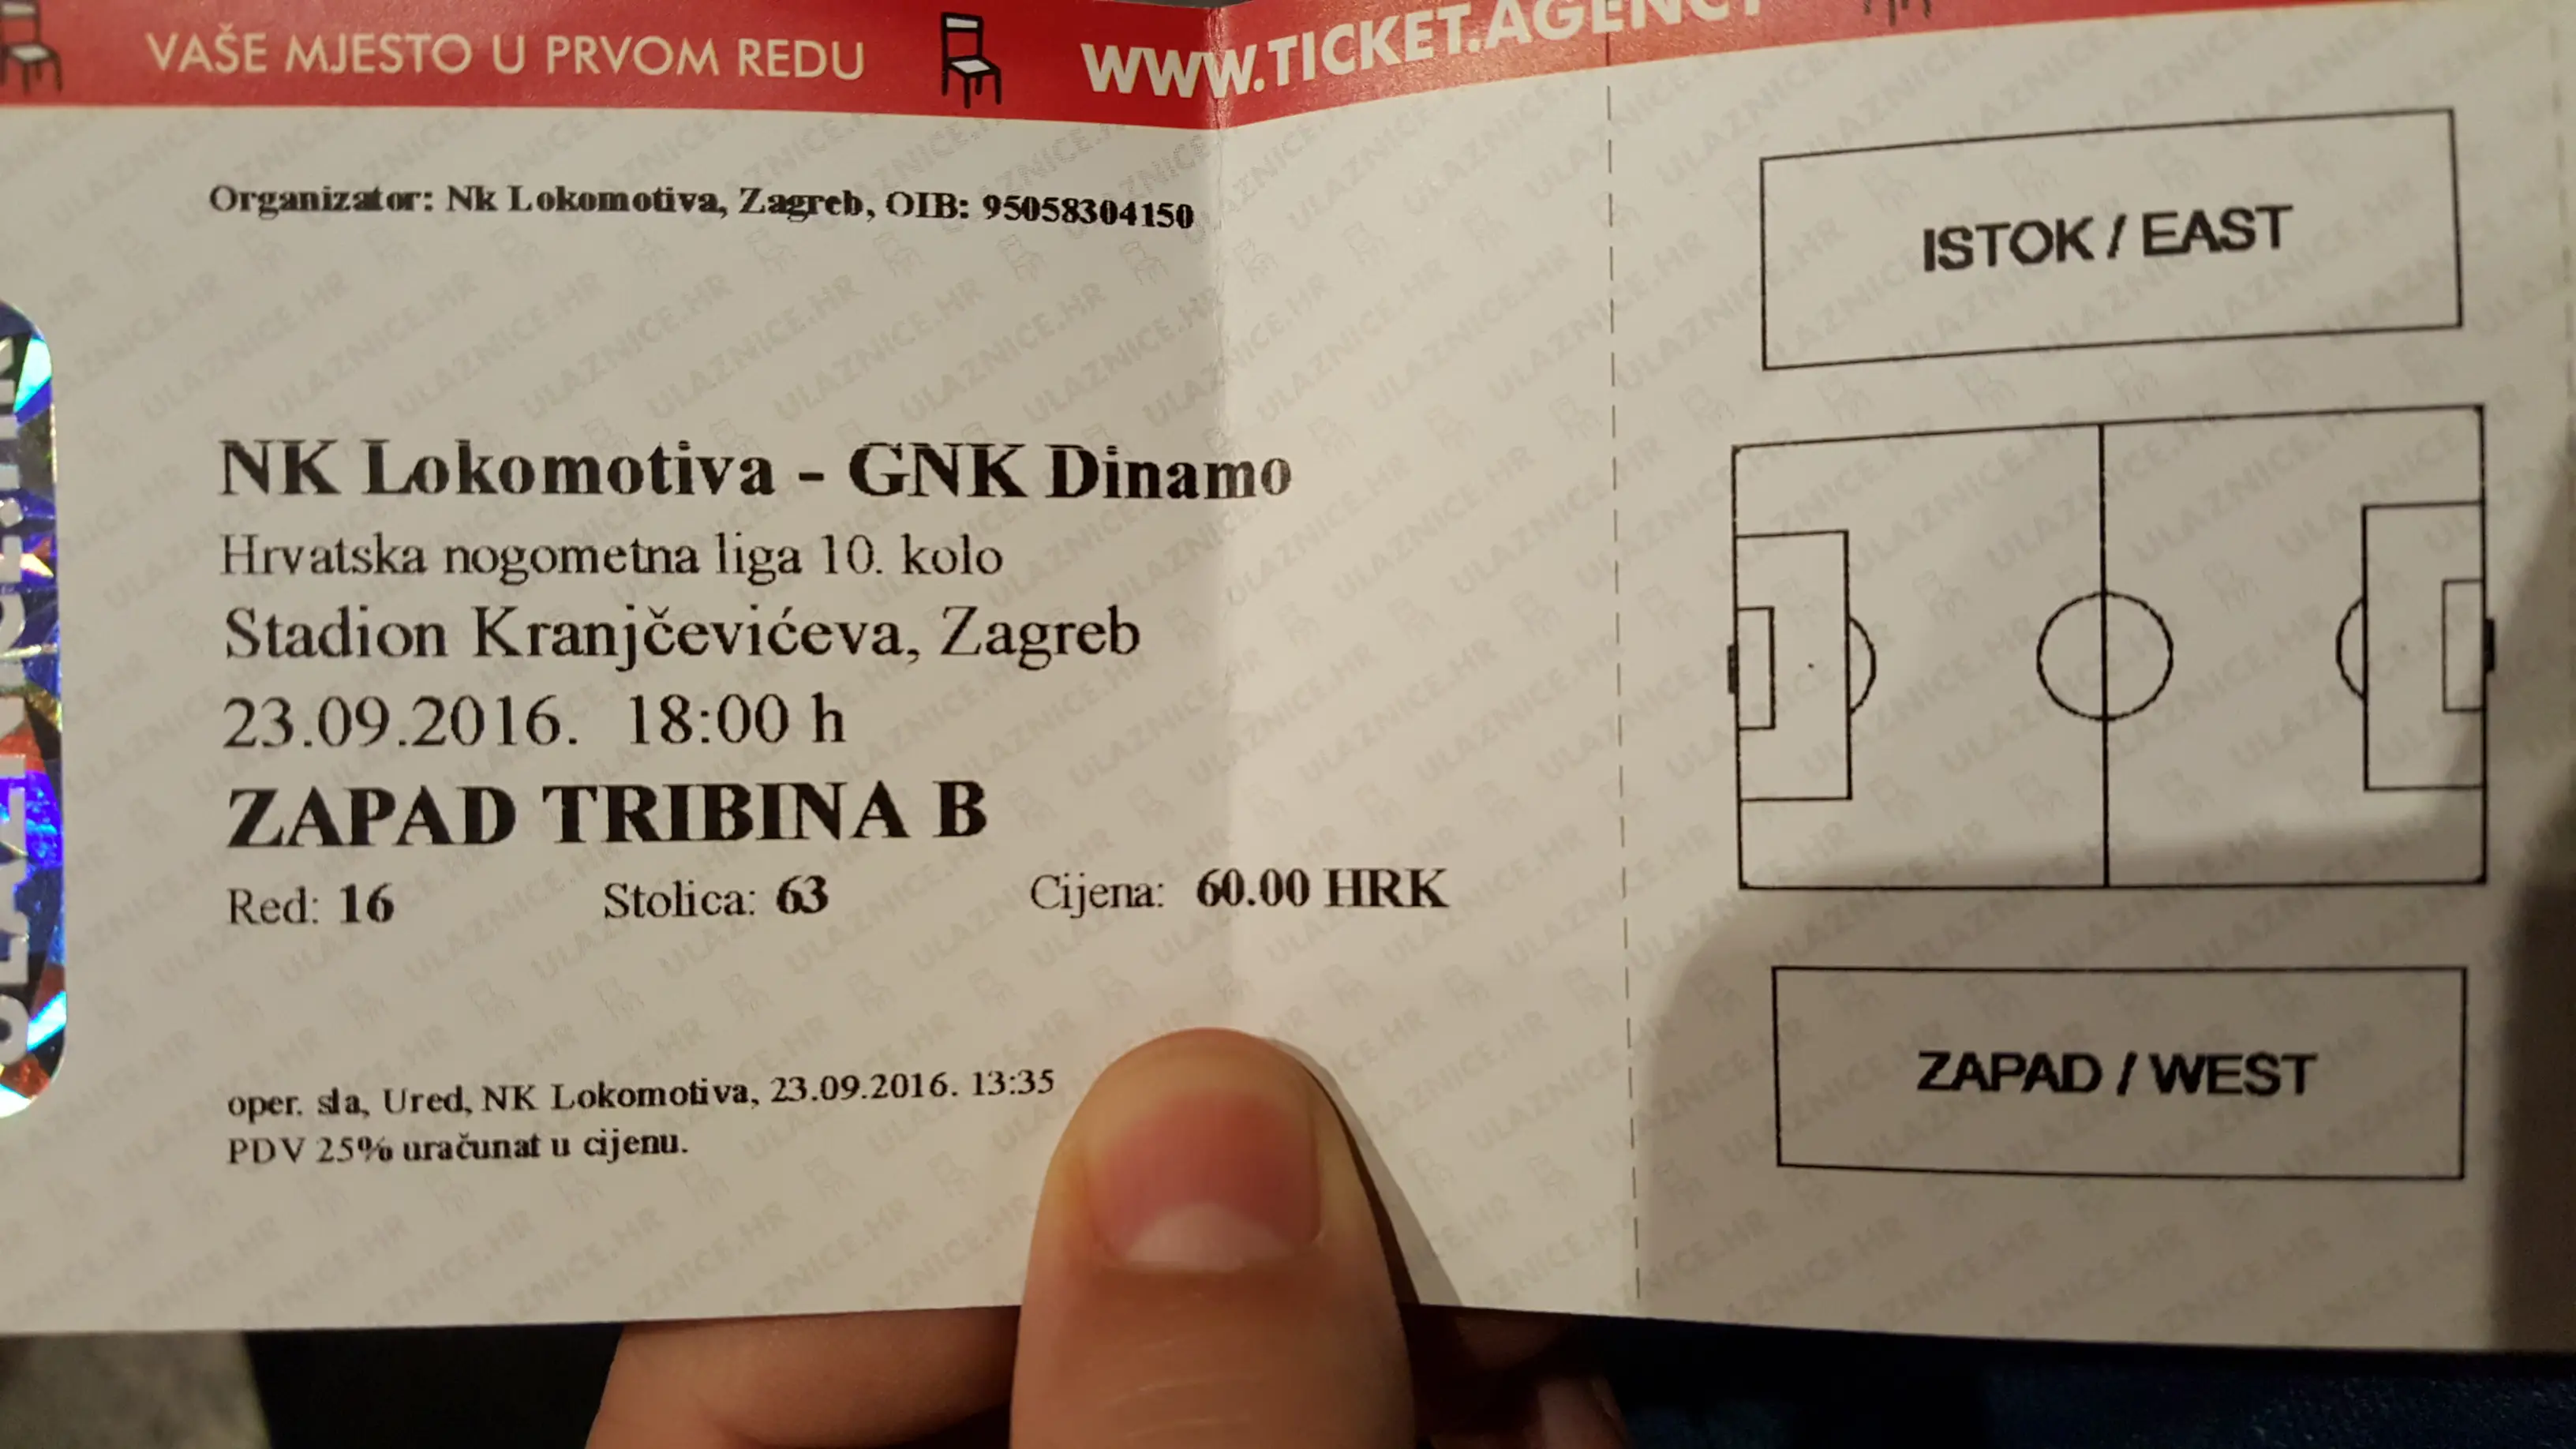 VAŠE MJESTO U PRVOM REDU
WWW.TICKET.AGENCY
Organizator: Nk Lokomotiva, Zagreb, OIB: 95058304150
NK Lokomotiva - GNK Dinamo
Hrvatska nogometna liga 10. kolo
Stadion Kranjčevićeva, Zagreb
23.09.2016. 18:00 h
ZAPAD TRIBINA B
Red: 16 Stolica: 63 Cijena: 60.00 HRK
oper. sla, Ured, NK Lokomotiva, 23.09.2016. 13:35
PDV 25% uračunat u cijenu.
ISTOK / EAST
ZAPAD / WEST
ULAZNICE.HR